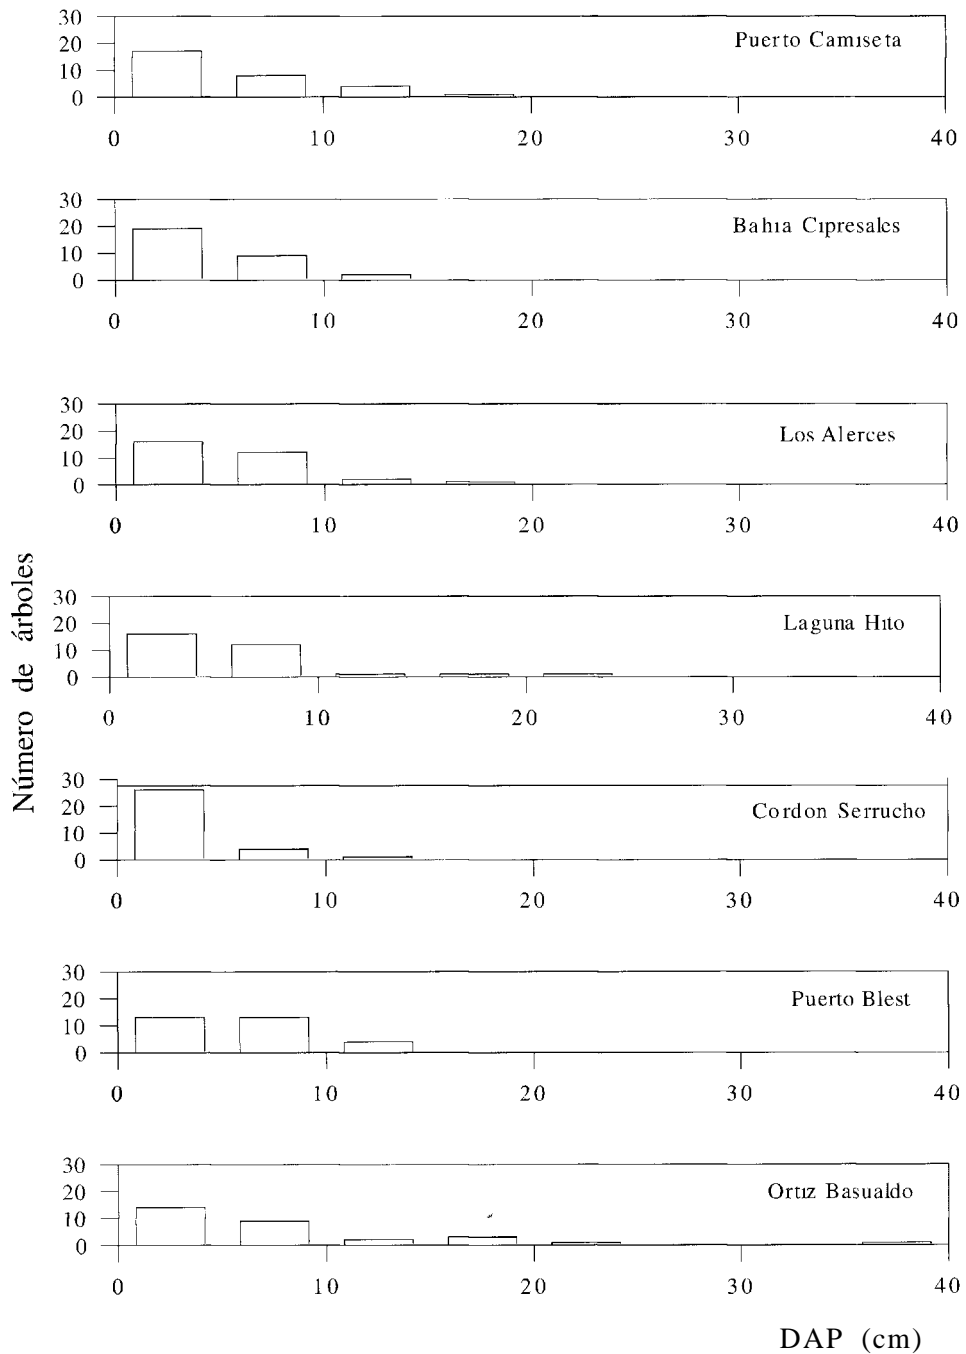 30
Puerto Camiseta
20
10
0
0 10 20 30 40
30
Bahia Cipresales
20
10
0
0 10 20 30 40
30
Los Alerces
20
10
0
0 10 20 30 40
Número de árboles
30
Laguna Hito
20
10
0
0 10 20 30 40
30
Cordon Serrucho
20
10
0
0 10 20 30 40
30
Puerto Blest
20
10
0
0 10 20 30 40
30
Ortiz Basualdo
20
10
0
0 10 20 30 40
DAP (cm)